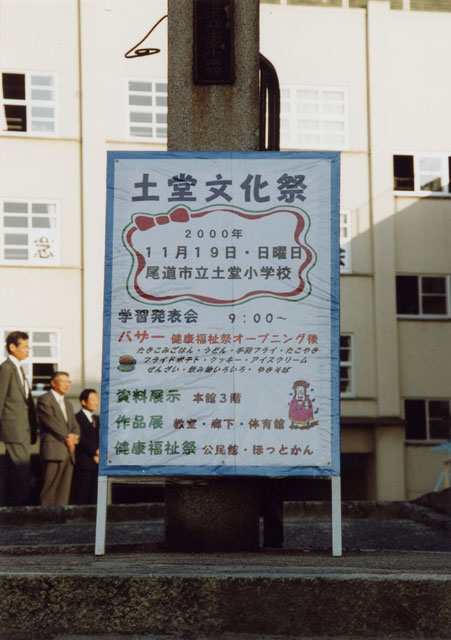 土堂文化祭
2000年
11月19日・日曜日
尾道市立土堂小学校
学習発表会 9:00~
バザー 健康福祉祭オープニング後
たきこみごはん・うどん・手羽フライ・たこやき
フライドポテト・クッキー・アイスクリーム
ぜんざい・飲み物いろいろ・やきそば
資料展示 本館3階
作品展 教室・廊下・体育館
健康福祉祭 公民館・ほっとかん
念